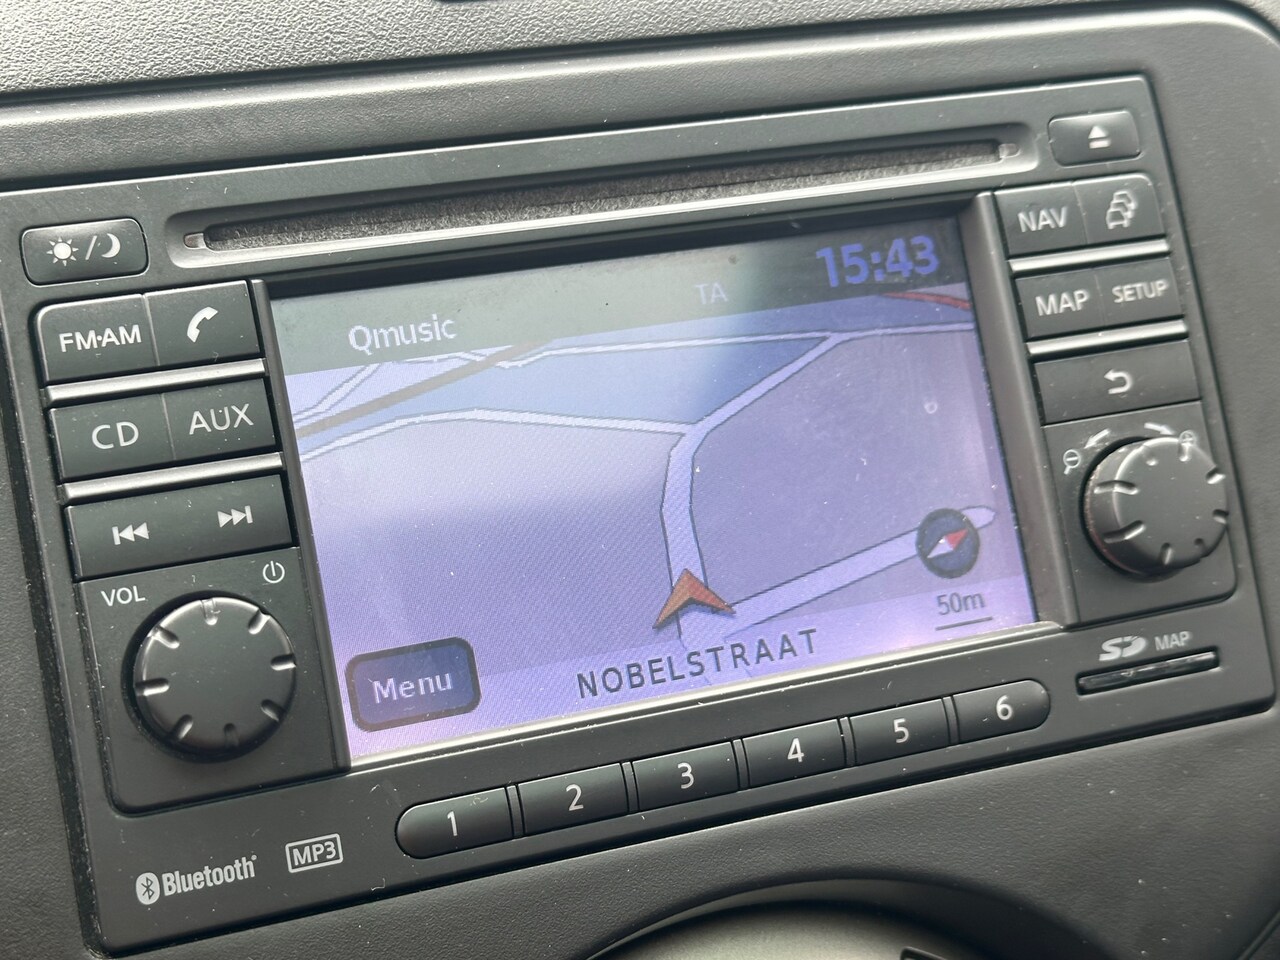 15:43
TA
Qmusic
NAV
FM·AM
MAP
SETUP
CD
AUX
VOL
50m
NOBELSTRAAT
Menu
SD MAP
1 2 3 4 5 6
Bluetooth
MP3